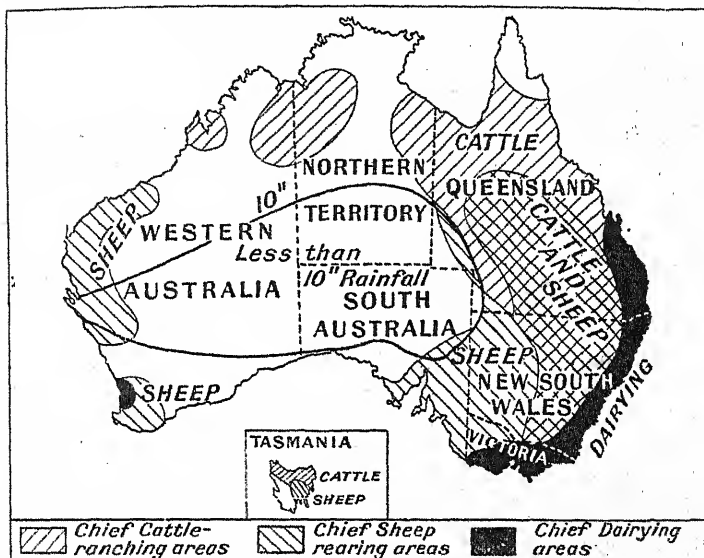 CATTLE
NORTHERN
QUEENSLAND
10"
TERRITORY
SHEEP
WESTERN
CATTLE AND SHEEP
Less than
10" Rainfall
AUSTRALIA
SOUTH
AUSTRALIA
SHEEP
SHEEP
NEW SOUTH
WALES
DAIRYING
VICTORIA
TASMANIA
CATTLE
SHEEP
Chief Cattle-
ranching areas
Chief Sheep
rearing areas
Chief Dairying
areas